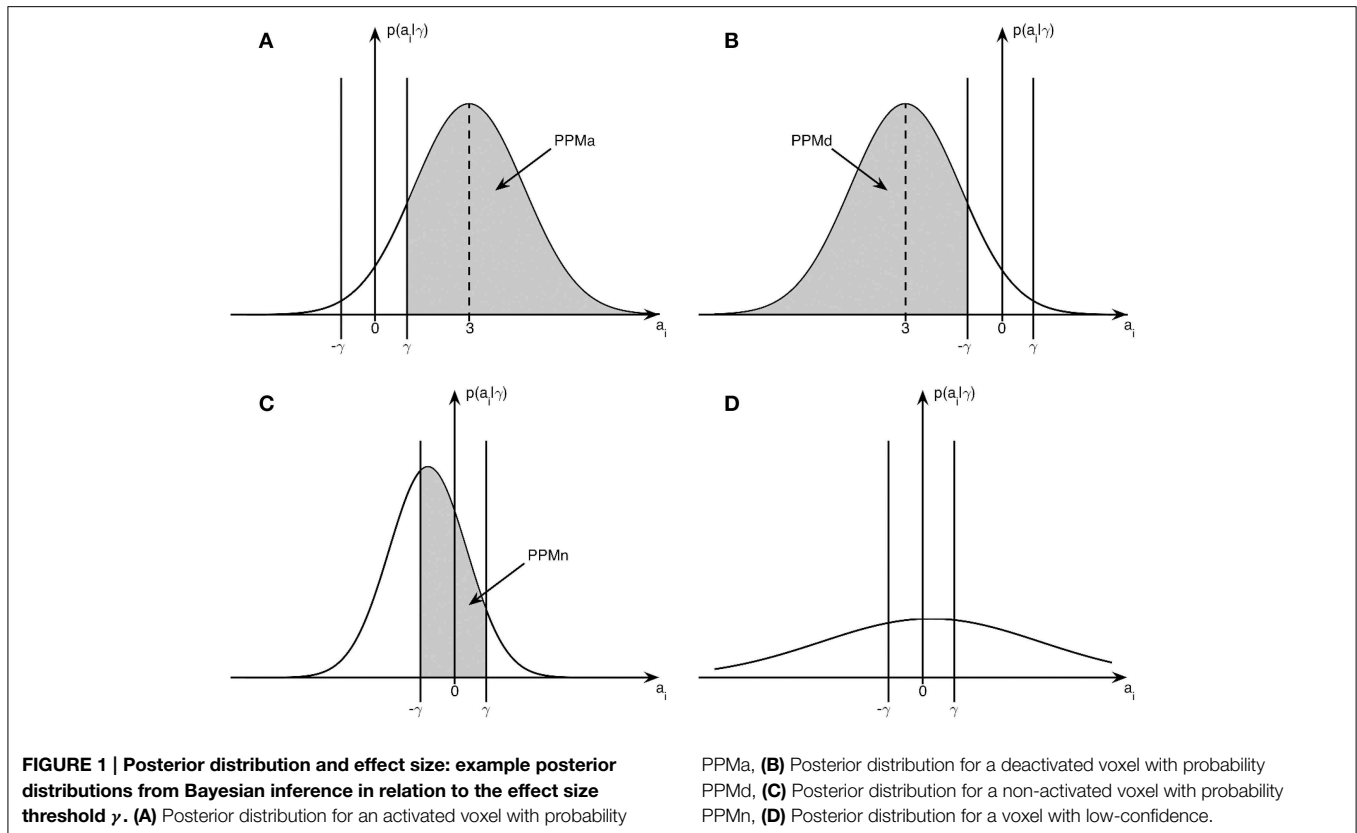 A
p(a_i|γ)
PPMa
-γ
0
γ
3
a_i
B
p(a_i|γ)
PPMd
3
-γ
0
γ
a_i
C
p(a_i|γ)
PPMn
-γ
0
γ
a_i
D
p(a_i|γ)
-γ
0
γ
a_i
FIGURE 1 | Posterior distribution and effect size: example posterior
distributions from Bayesian inference in relation to the effect size
threshold γ. (A) Posterior distribution for an activated voxel with probability
PPMa, (B) Posterior distribution for a deactivated voxel with probability
PPMd, (C) Posterior distribution for a non-activated voxel with probability
PPMn, (D) Posterior distribution for a voxel with low-confidence.